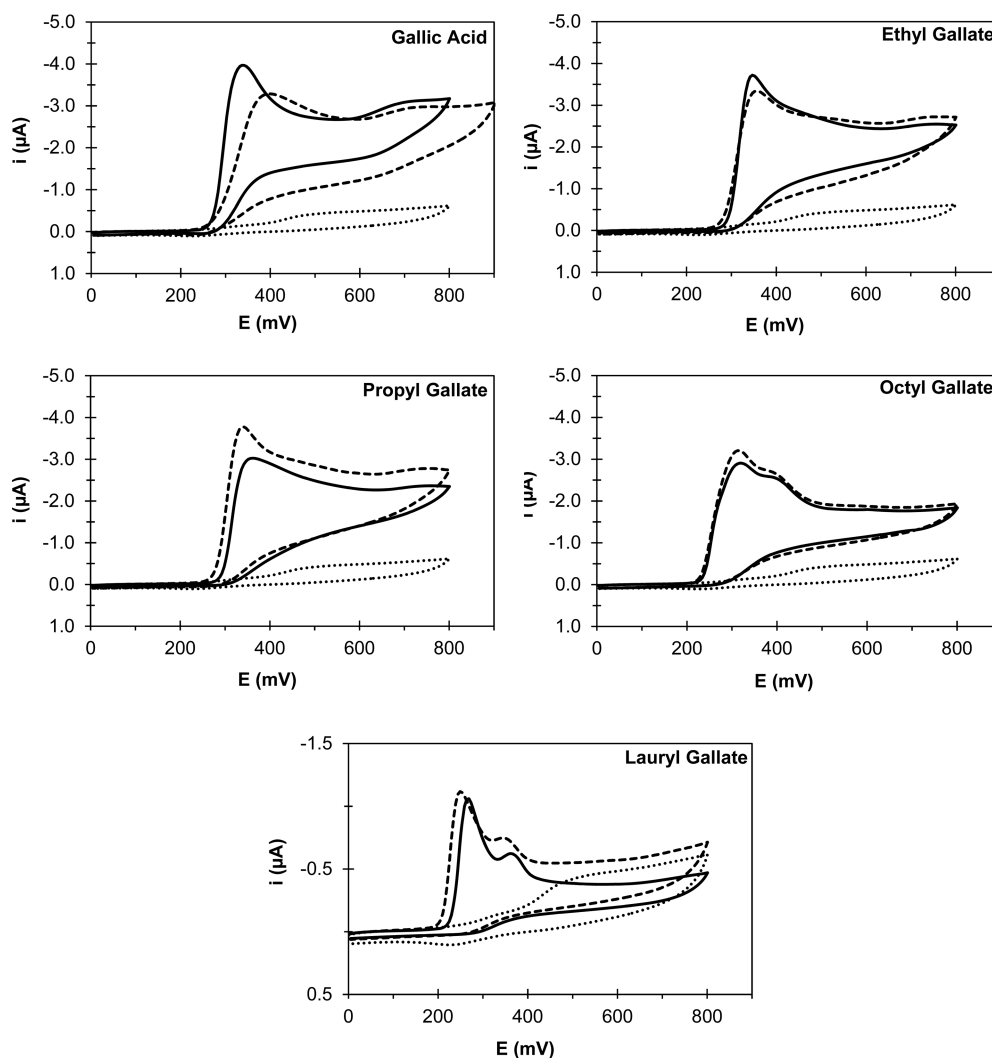 -5.0
Gallic Acid
-4.0
-3.0
-2.0
-1.0
0.0
1.0
i (µA)
0 200 400 600 800
E (mV)
-5.0
Ethyl Gallate
-4.0
-3.0
-2.0
-1.0
0.0
1.0
i (µA)
0 200 400 600 800
E (mV)
-5.0
Propyl Gallate
-4.0
-3.0
-2.0
-1.0
0.0
1.0
i (µA)
0 200 400 600 800
E (mV)
-5.0
Octyl Gallate
-4.0
-3.0
-2.0
-1.0
0.0
1.0
i (µA)
0 200 400 600 800
E (mV)
-1.5
Lauryl Gallate
-0.5
0.5
i (µA)
0 200 400 600 800
E (mV)